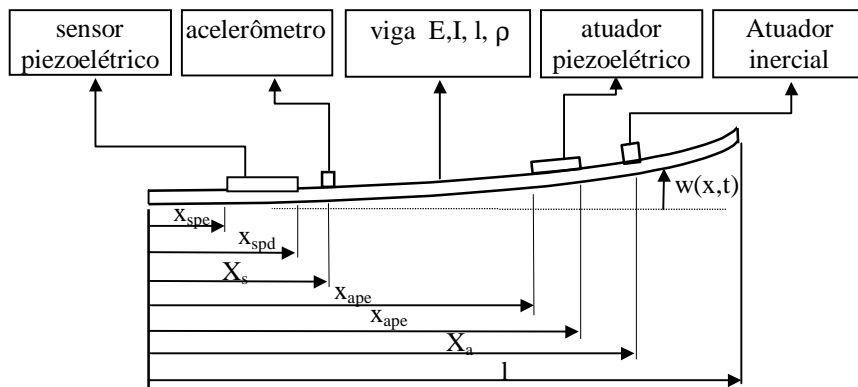 sensor
piezoelétrico
acelerômetro
viga E,I, l, ρ
atuador
piezoelétrico
Atuador
inercial
w(x,t)
x_spe
x_spd
X_s
x_ape
x_ape
X_a
l